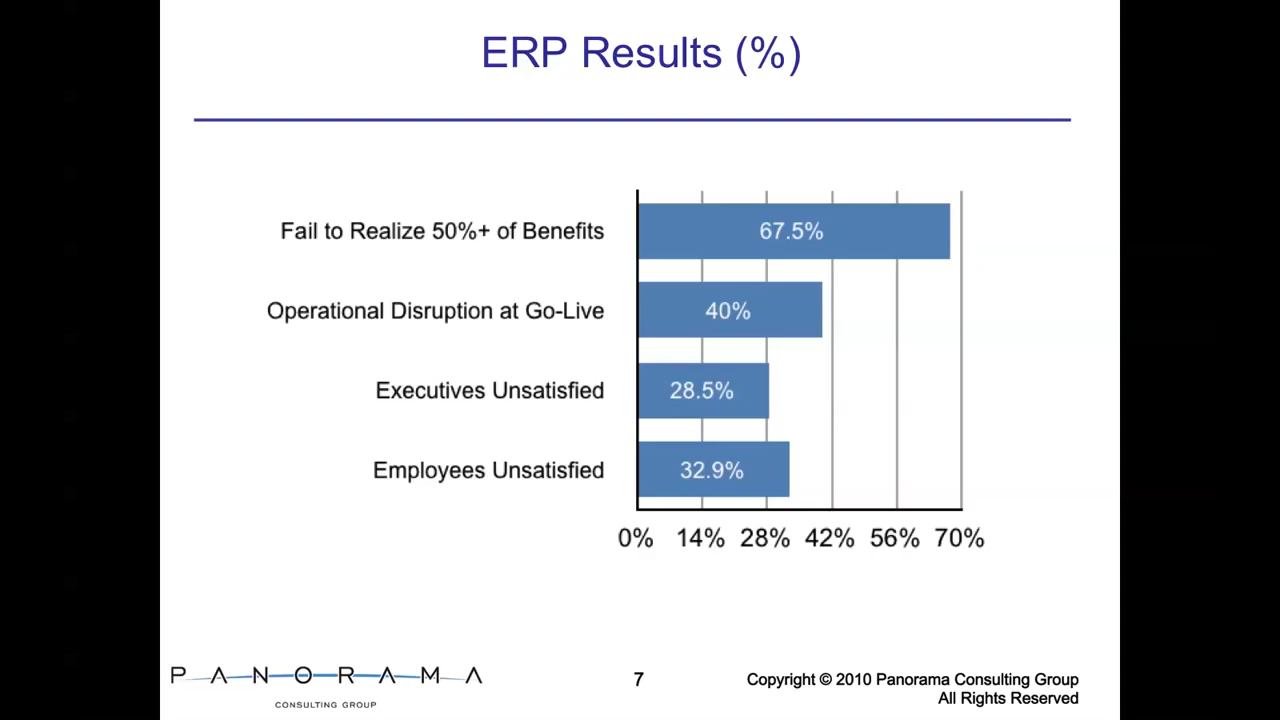 ERP Results (%)
Fail to Realize 50%+ of Benefits
67.5%
Operational Disruption at Go-Live
40%
Executives Unsatisfied
28.5%
Employees Unsatisfied
32.9%
0% 14% 28% 42% 56% 70%
PANORAMA
CONSULTING GROUP
7
Copyright © 2010 Panorama Consulting Group
All Rights Reserved